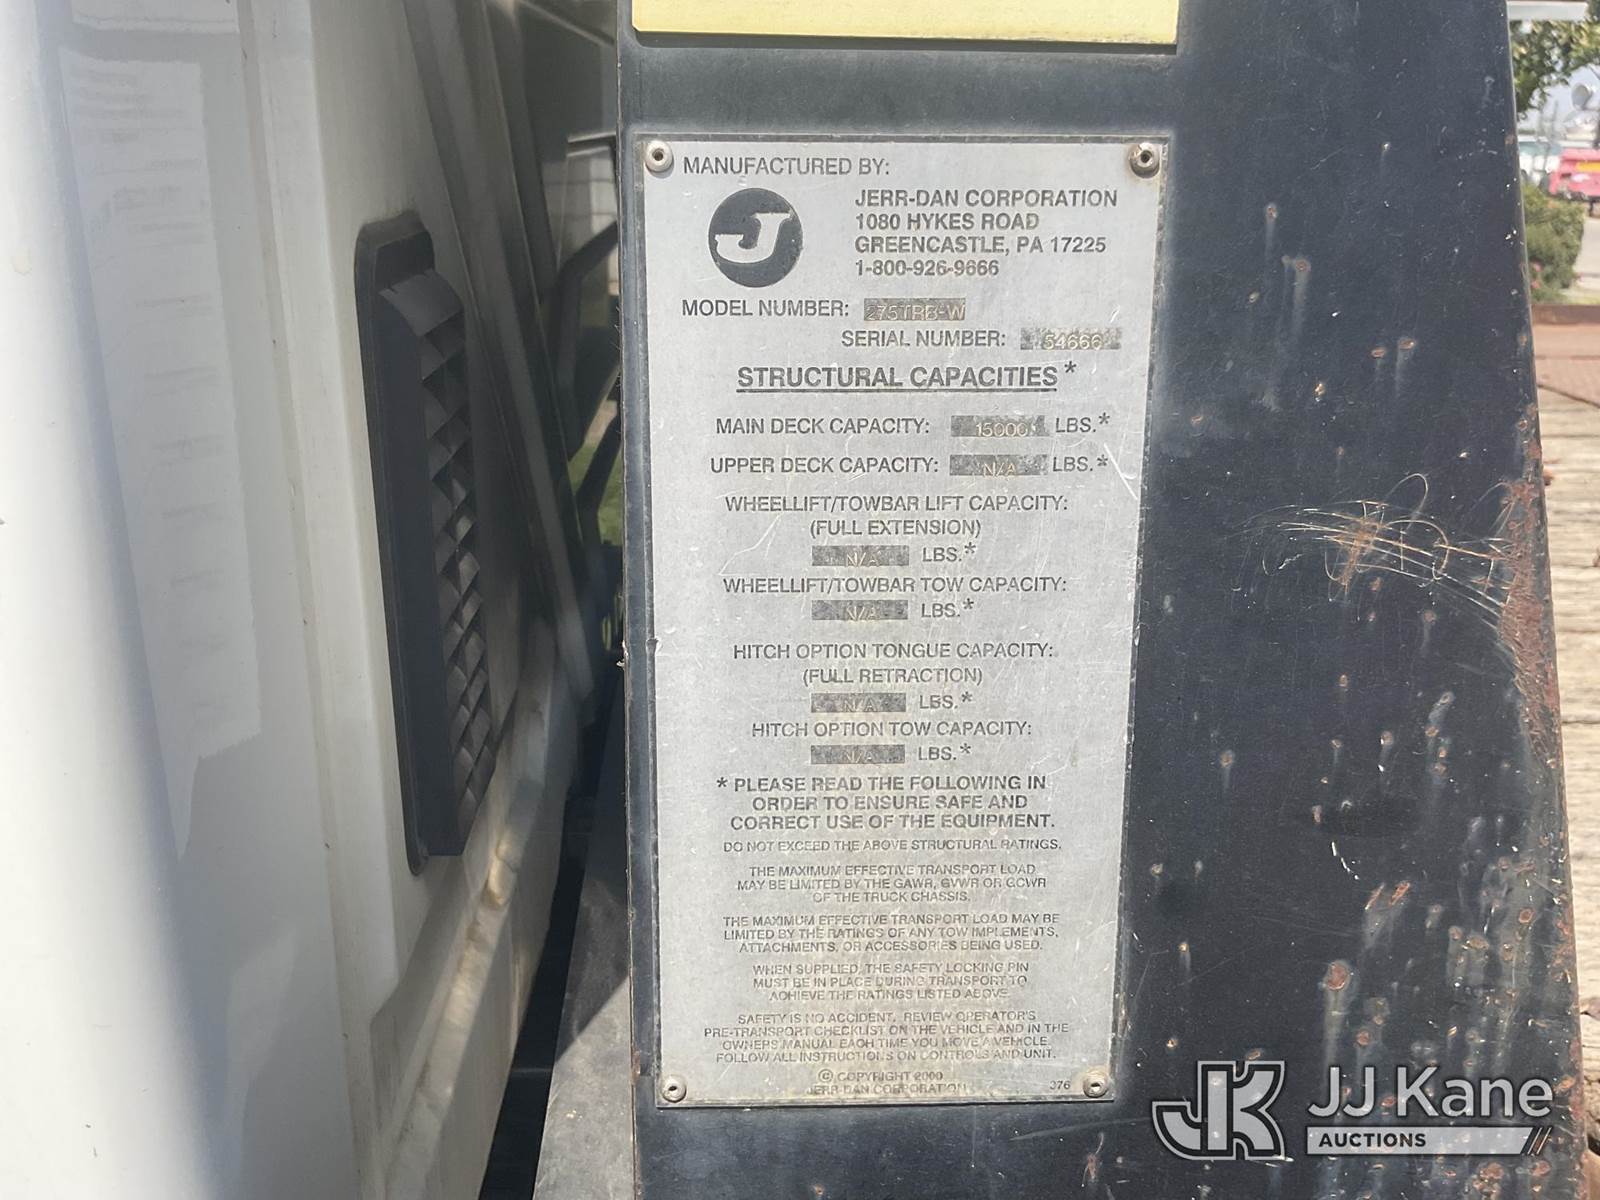 MANUFACTURED BY:
J
JERR-DAN CORPORATION
1080 HYKES ROAD
GREENCASTLE, PA 17225
1-800-926-9666
MODEL NUMBER: 275TRB-W
SERIAL NUMBER: 54666
STRUCTURAL CAPACITIES *
MAIN DECK CAPACITY: 15000 LBS.*
UPPER DECK CAPACITY: N/A LBS.*
WHEELLIFT/TOWBAR LIFT CAPACITY:
(FULL EXTENSION)
N/A LBS.*
WHEELLIFT/TOWBAR TOW CAPACITY:
N/A LBS.*
HITCH OPTION TONGUE CAPACITY:
(FULL RETRACTION)
N/A LBS.*
HITCH OPTION TOW CAPACITY:
N/A LBS.*
* PLEASE READ THE FOLLOWING IN
ORDER TO ENSURE SAFE AND
CORRECT USE OF THE EQUIPMENT.
DO NOT EXCEED THE ABOVE STRUCTURAL RATINGS.
THE MAXIMUM EFFECTIVE TRANSPORT LOAD
MAY BE LIMITED BY THE GAWR, GVWR OR GCWR
OF THE TRUCK CHASSIS.
THE MAXIMUM EFFECTIVE TRANSPORT LOAD MAY BE
LIMITED BY THE RATINGS OF ANY TOW IMPLEMENTS,
ATTACHMENTS, OR ACCESSORIES BEING USED.
WHEN SUPPLIED, THE SAFETY LOCKING PIN
MUST BE IN PLACE DURING TRANSPORT TO
ACHIEVE THE RATINGS LISTED ABOVE.
SAFETY IS NO ACCIDENT. REVIEW OPERATOR'S
PRE-TRANSPORT CHECKLIST ON THE VEHICLE AND IN THE
OWNERS MANUAL EACH TIME YOU MOVE A VEHICLE.
FOLLOW ALL INSTRUCTIONS ON CONTROLS AND UNIT.
© COPYRIGHT 2000
JERR-DAN CORPORATION 376
JK JJ Kane
AUCTIONS